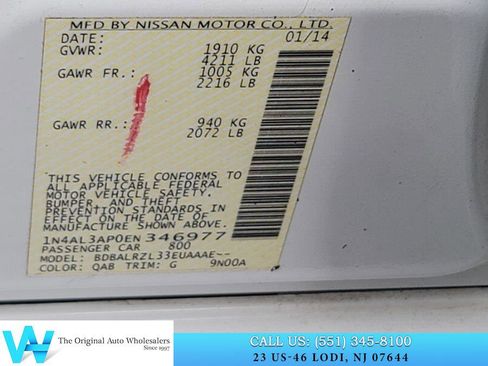 MFD BY NISSAN MOTOR CO., LTD.
DATE: 01/14
GVWR: 1910 KG
4211 LB
GAWR FR.: 1005 KG
2216 LB
GAWR RR.: 940 KG
2072 LB
THIS VEHICLE CONFORMS TO
ALL APPLICABLE FEDERAL
MOTOR VEHICLE SAFETY,
BUMPER, AND THEFT
PREVENTION STANDARDS IN
EFFECT ON THE DATE OF
MANUFACTURE SHOWN ABOVE.
1N4AL3AP0EN346977
PASSENGER CAR 800
MODEL: BDBALRZL33EUAAAE--
COLOR: QAB TRIM: G 9N00A
W
The Original Auto Wholesalers
Since 1997
CALL US: (551) 345-8100
23 US-46 LODI, NJ 07644